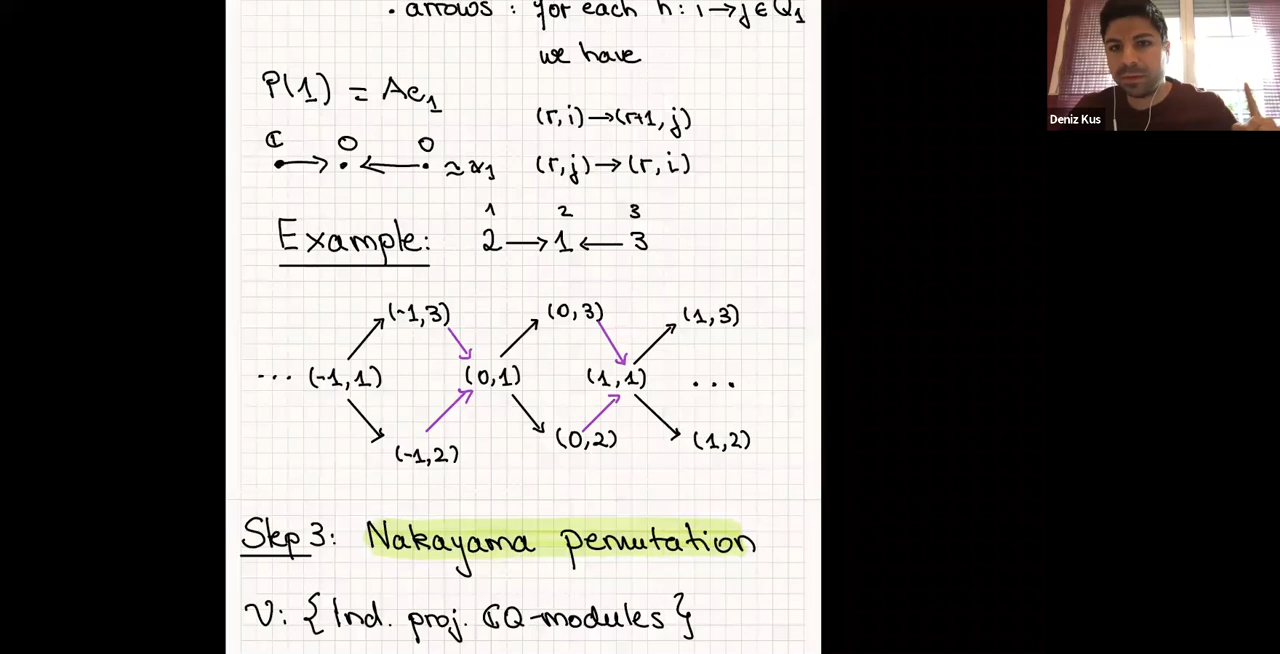 • arrows : for each h: i → j ∈ Q₁
we have
P(1) = Ae₁
(r, i) → (r+1, j)
ℂ 0 0
• → • ← • ≈ α₁
(r, j) → (r, i)
1 2 3
Example: 2 → 1 ← 3
(-1, 3) (0, 3) (1, 3)
... (-1, 1) (0, 1) (1, 1) ...
(-1, 2) (0, 2) (1, 2)
Step 3: Nakayama permutation
ν: {Ind. proj. ℂQ-modules}
Deniz Kus